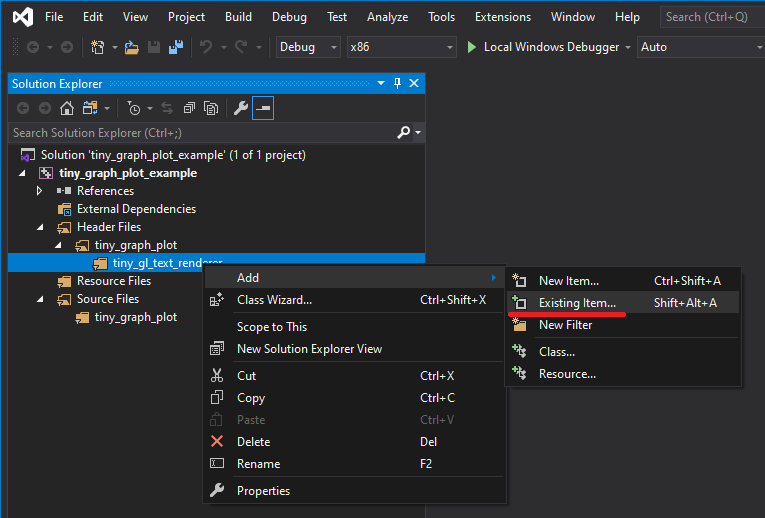 File Edit View Project Build Debug Test Analyze Tools Extensions Window Help Search (Ctrl+Q)
Debug x86 Local Windows Debugger Auto
Solution Explorer
Search Solution Explorer (Ctrl+;)
Solution 'tiny_graph_plot_example' (1 of 1 project)
tiny_graph_plot_example
References
External Dependencies
Header Files
tiny_graph_plot
tiny_gl_text_renderer
Resource Files
Source Files
tiny_graph_plot
Add
Class Wizard... Ctrl+Shift+X
Scope to This
New Solution Explorer View
Cut Ctrl+X
Copy Ctrl+C
Paste Ctrl+V
Delete Del
Rename F2
Properties
New Item... Ctrl+Shift+A
Existing Item... Shift+Alt+A
New Filter
Class...
Resource...